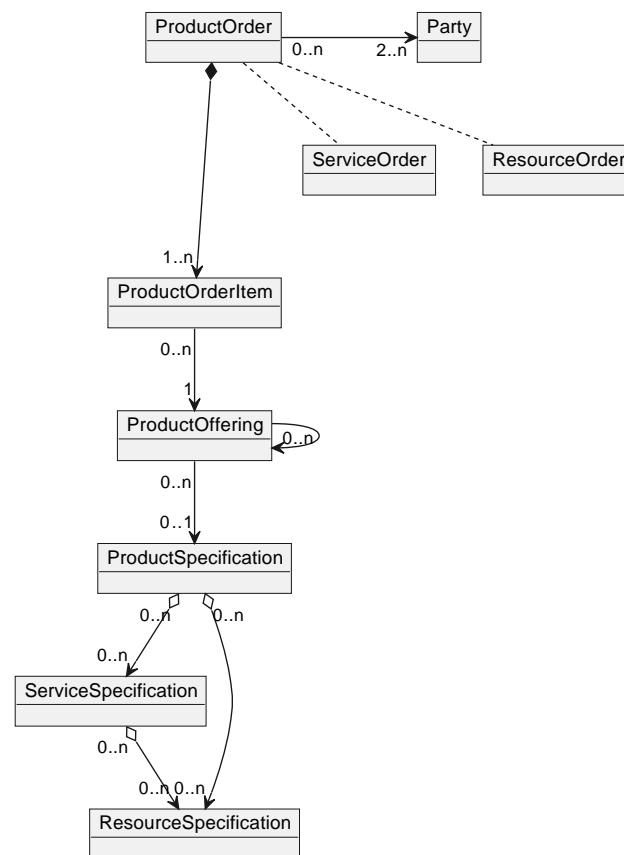 ProductOrder
Party
0..n
2..n
ServiceOrder
ResourceOrder
1..n
ProductOrderItem
0..n
1
ProductOffering
0..n
0..n
0..1
ProductSpecification
0..n
0..n
0..n
ServiceSpecification
0..n
0..n
0..n
ResourceSpecification